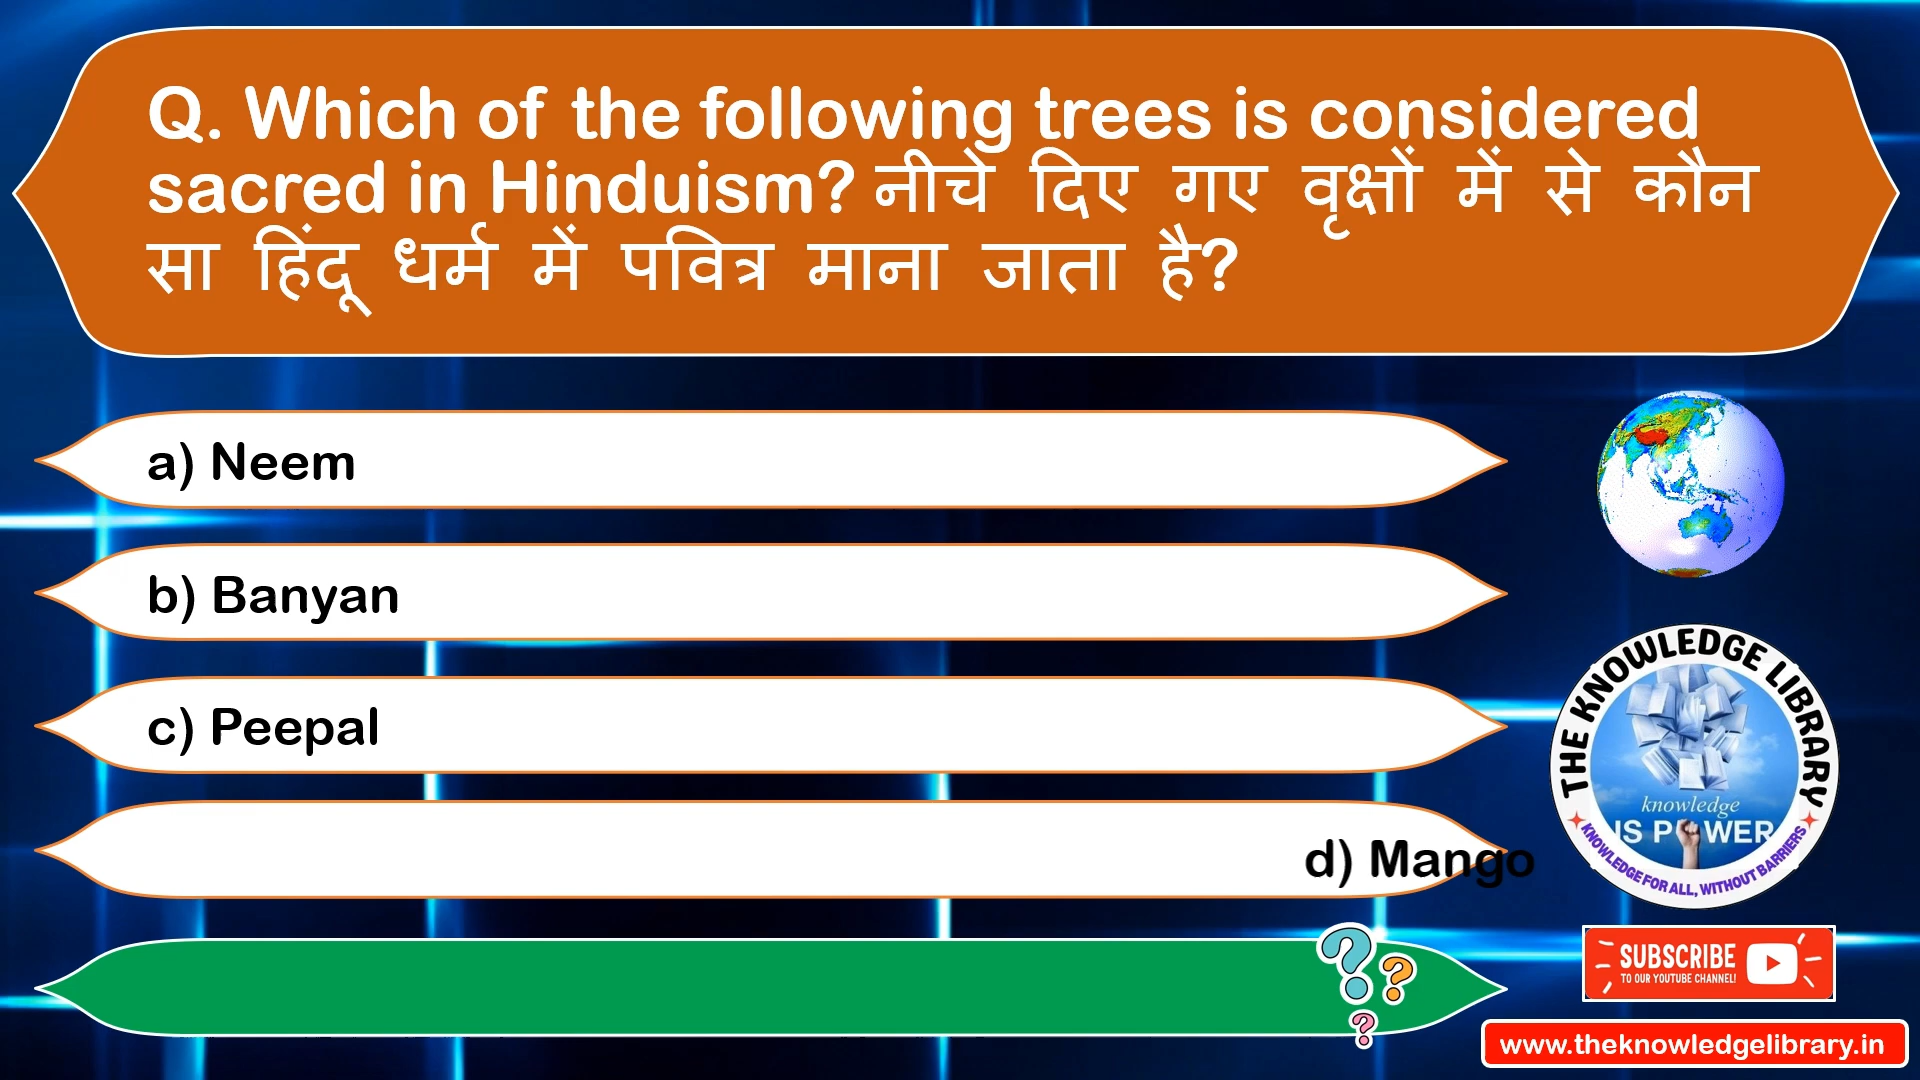 Q. Which of the following trees is considered
sacred in Hinduism? नीचे दिए गए वृक्षों में से कौन
सा हिंदू धर्म में पवित्र माना जाता है?
a) Neem
b) Banyan
c) Peepal
d) Mango
THE KNOWLEDGE LIBRARY
knowledge
IS POWER
KNOWLEDGE FOR ALL, WITHOUT BARRIERS
SUBSCRIBE
TO OUR YOUTUBE CHANNEL!
www.theknowledgelibrary.in